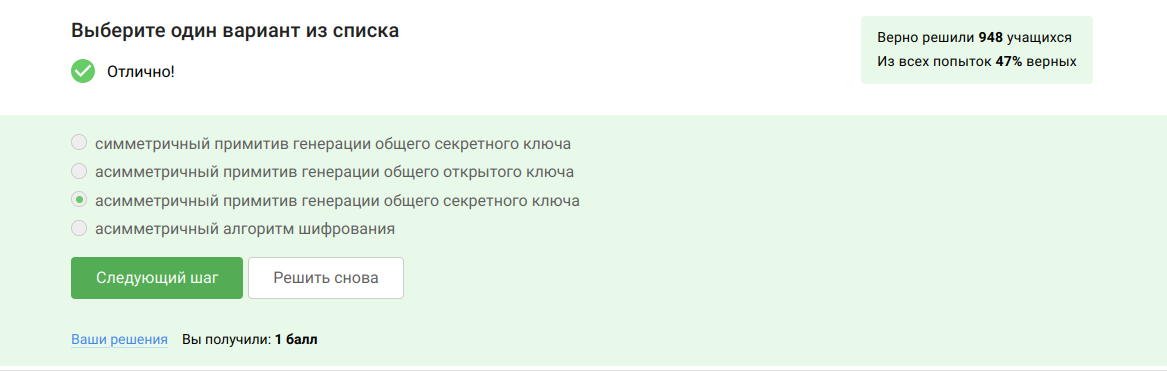 Выберите один вариант из списка
Отлично!
Верно решили 948 учащихся
Из всех попыток 47% верных
симметричный примитив генерации общего секретного ключа
асимметричный примитив генерации общего открытого ключа
асимметричный примитив генерации общего секретного ключа
асимметричный алгоритм шифрования
Следующий шаг Решить снова
Ваши решения Вы получили: 1 балл